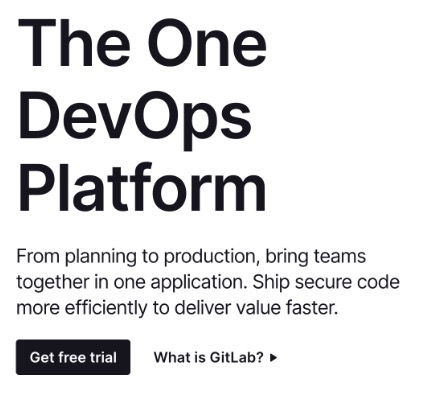 The One
DevOps
Platform
From planning to production, bring teams
together in one application. Ship secure code
more efficiently to deliver value faster.
Get free trial What is GitLab? ▶